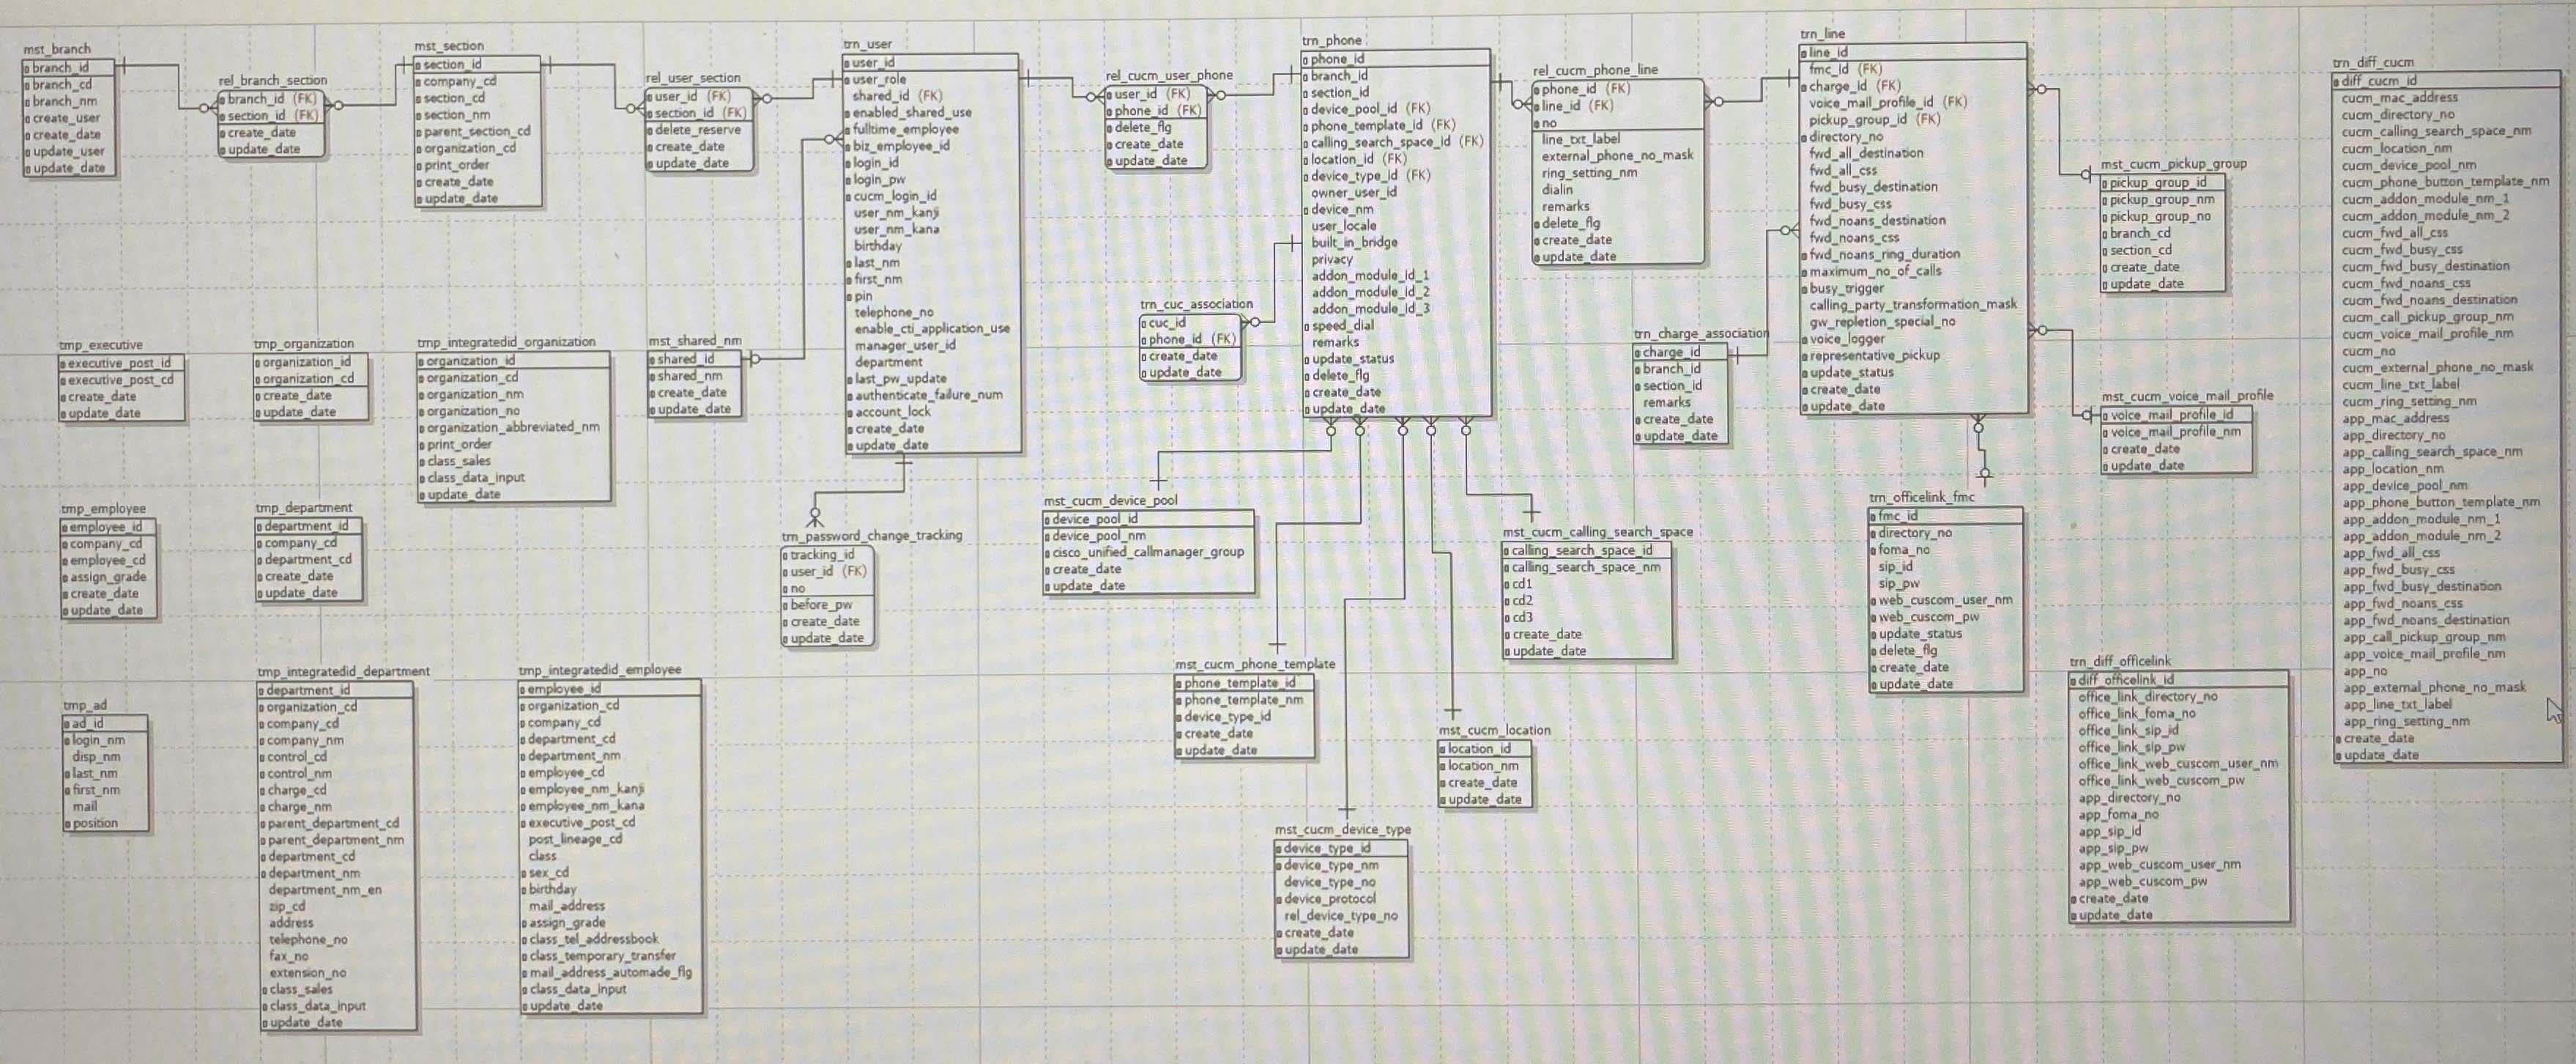 mst_branch
branch_id
branch_cd
branch_nm
create_user
create_date
update_user
update_date
rel_branch_section
branch_id (FK)
section_id (FK)
create_date
update_date
mst_section
section_id
company_cd
section_cd
section_nm
parent_section_cd
organization_cd
print_order
create_date
update_date
rel_user_section
user_id (FK)
section_id (FK)
delete_reserve
create_date
update_date
trn_user
user_id
user_role
shared_id (FK)
enabled_shared_use
fulltime_employee
biz_employee_id
login_id
login_pw
cucm_login_id
user_nm_kanji
user_nm_kana
birthday
last_nm
first_nm
pin
telephone_no
enable_cti_application_use
manager_user_id
department
last_pw_update
authenticate_failure_num
account_lock
create_date
update_date
rel_cucm_user_phone
user_id (FK)
phone_id (FK)
delete_flg
create_date
update_date
trn_phone
phone_id
branch_id
section_id
device_pool_id (FK)
phone_template_id (FK)
calling_search_space_id (FK)
location_id (FK)
device_type_id (FK)
owner_user_id
device_nm
user_locale
built_in_bridge
privacy
addon_module_id_1
addon_module_id_2
addon_module_id_3
speed_dial
remarks
update_status
delete_flg
create_date
update_date
rel_cucm_phone_line
phone_id (FK)
line_id (FK)
no
line_txt_label
external_phone_no_mask
ring_setting_nm
dialin
remarks
delete_flg
create_date
update_date
trn_line
line_id
fmc_id (FK)
charge_id (FK)
voice_mail_profile_id (FK)
pickup_group_id (FK)
directory_no
fwd_all_destination
fwd_all_css
fwd_busy_destination
fwd_busy_css
fwd_noans_destination
fwd_noans_css
fwd_noans_ring_duration
maximum_no_of_calls
busy_trigger
calling_party_transformation_mask
gw_repletion_special_no
voice_logger
representative_pickup
update_status
create_date
update_date
mst_cucm_pickup_group
pickup_group_id
pickup_group_nm
pickup_group_no
branch_cd
section_cd
create_date
update_date
trn_diff_cucm
diff_cucm_id
cucm_mac_address
cucm_directory_no
cucm_calling_search_space_nm
cucm_location_nm
cucm_device_pool_nm
cucm_phone_button_template_nm
cucm_addon_module_nm_1
cucm_addon_module_nm_2
cucm_fwd_all_css
cucm_fwd_busy_css
cucm_fwd_busy_destination
cucm_fwd_noans_css
cucm_fwd_noans_destination
cucm_call_pickup_group_nm
cucm_voice_mail_profile_nm
cucm_no
cucm_external_phone_no_mask
cucm_line_txt_label
cucm_ring_setting_nm
app_mac_address
app_directory_no
app_calling_search_space_nm
app_location_nm
app_device_pool_nm
app_phone_button_template_nm
app_addon_module_nm_1
app_addon_module_nm_2
app_fwd_all_css
app_fwd_busy_css
app_fwd_busy_destination
app_fwd_noans_css
app_fwd_noans_destination
app_call_pickup_group_nm
app_voice_mail_profile_nm
app_no
app_external_phone_no_mask
app_line_txt_label
app_ring_setting_nm
create_date
update_date
tmp_executive
executive_post_id
executive_post_cd
create_date
update_date
tmp_organization
organization_id
organization_cd
create_date
update_date
tmp_integratedid_organization
organization_id
organization_cd
organization_nm
organization_no
organization_abbreviated_nm
print_order
class_sales
class_data_input
update_date
mst_shared_nm
shared_id
shared_nm
create_date
update_date
trn_cuc_association
cuc_id
phone_id (FK)
create_date
update_date
trn_charge_association
charge_id
branch_id
section_id
remarks
create_date
update_date
mst_cucm_voice_mail_profile
voice_mail_profile_id
voice_mail_profile_nm
create_date
update_date
tmp_employee
employee_id
company_cd
employee_cd
assign_grade
create_date
update_date
tmp_department
department_id
company_cd
department_cd
create_date
update_date
trn_password_change_tracking
tracking_id
user_id (FK)
no
before_pw
create_date
update_date
mst_cucm_device_pool
device_pool_id
device_pool_nm
cisco_unified_callmanager_group
create_date
update_date
mst_cucm_calling_search_space
calling_search_space_id
calling_search_space_nm
cd1
cd2
cd3
create_date
update_date
trn_officelink_fmc
fmc_id
directory_no
foma_no
sip_id
sip_pw
web_cuscom_user_nm
web_cuscom_pw
update_status
delete_flg
create_date
update_date
tmp_ad
ad_id
login_nm
disp_nm
last_nm
first_nm
mail
position
tmp_integratedid_department
department_id
organization_cd
company_cd
company_nm
control_cd
control_nm
charge_cd
charge_nm
parent_department_cd
parent_department_nm
department_cd
department_nm
department_nm_en
zip_cd
address
telephone_no
fax_no
extension_no
class_sales
class_data_input
update_date
tmp_integratedid_employee
employee_id
organization_cd
company_cd
department_cd
department_nm
employee_cd
employee_nm_kanji
employee_nm_kana
executive_post_cd
post_lineage_cd
class
sex_cd
birthday
mail_address
assign_grade
class_tel_addressbook
class_temporary_transfer
mail_address_automade_flg
class_data_input
update_date
mst_cucm_phone_template
phone_template_id
phone_template_nm
device_type_id
create_date
update_date
mst_cucm_location
location_id
location_nm
create_date
update_date
mst_cucm_device_type
device_type_id
device_type_nm
device_type_no
device_protocol
rel_device_type_no
create_date
update_date
trn_diff_officelink
diff_officelink_id
office_link_directory_no
office_link_foma_no
office_link_sip_id
office_link_sip_pw
office_link_web_cuscom_user_nm
office_link_web_cuscom_pw
app_directory_no
app_foma_no
app_sip_id
app_sip_pw
app_web_cuscom_user_nm
app_web_cuscom_pw
create_date
update_date